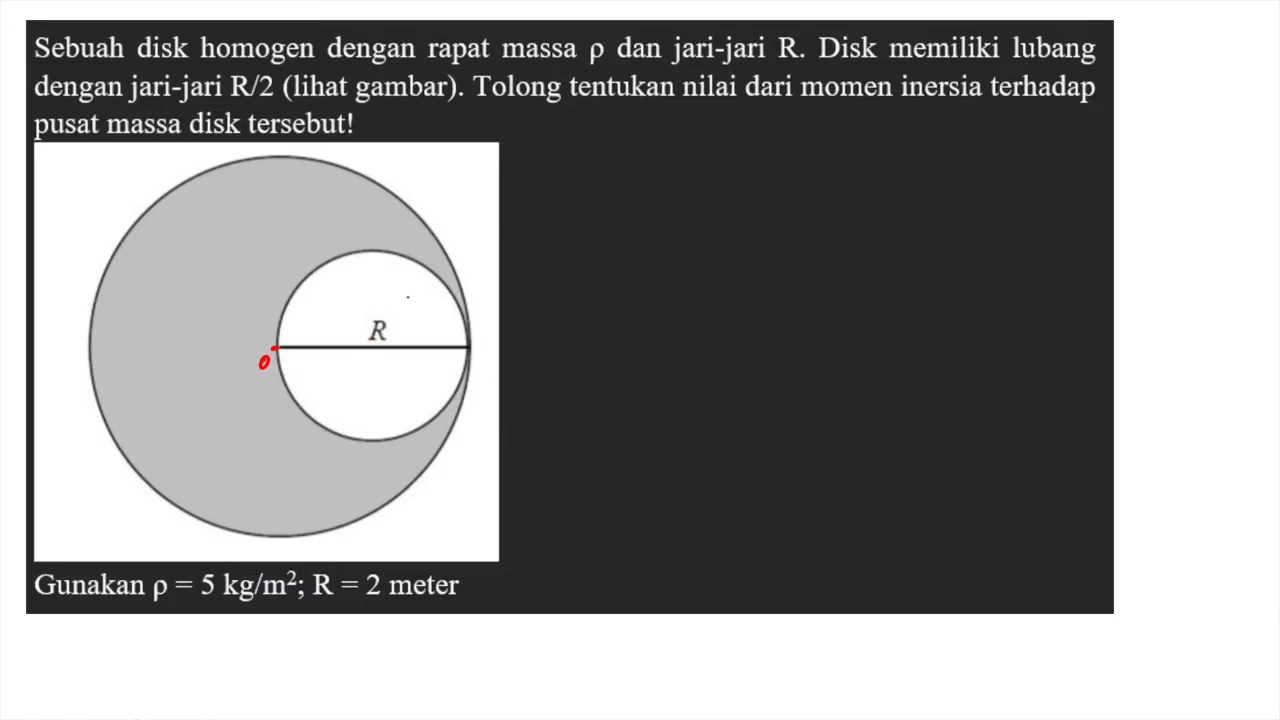 Sebuah disk homogen dengan rapat massa ρ dan jari-jari R. Disk memiliki lubang
dengan jari-jari R/2 (lihat gambar). Tolong tentukan nilai dari momen inersia terhadap
pusat massa disk tersebut!
R
0
Gunakan ρ = 5 kg/m²; R = 2 meter